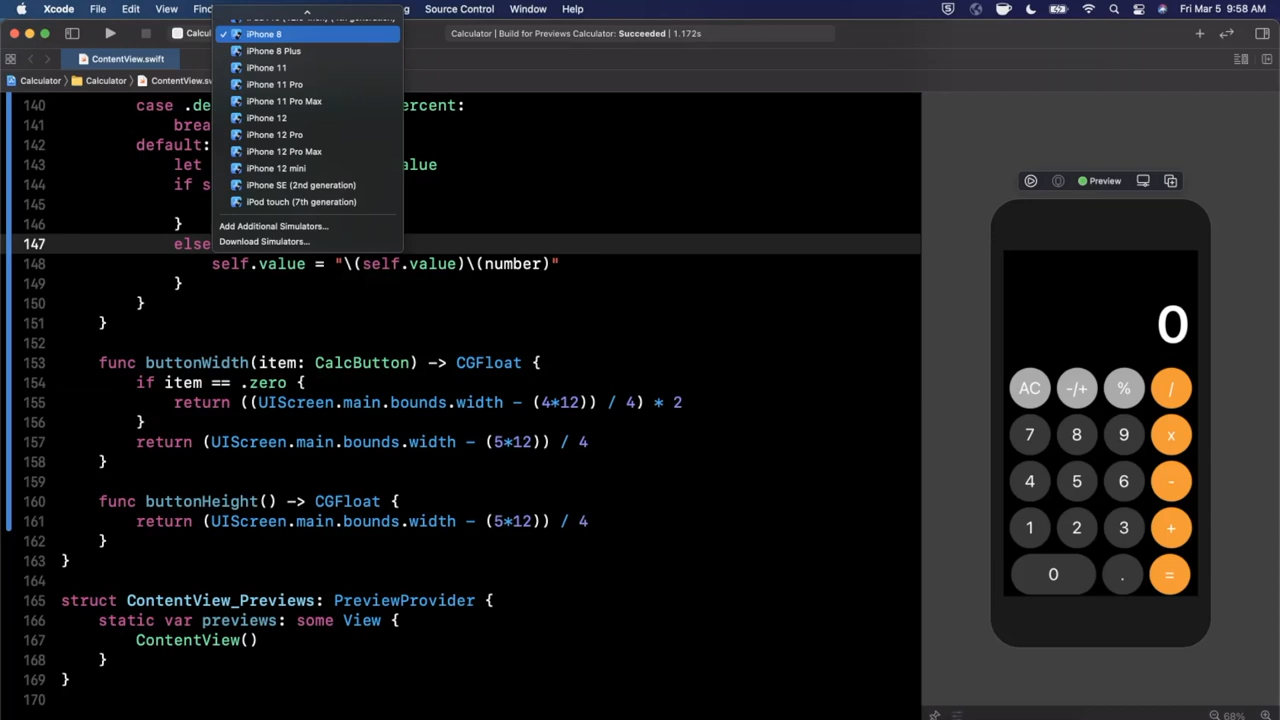 Xcode File Edit View Fin Source Control Window Help Fri Mar 5 9:58 AM
Calcul
Calculator | Build for Previews Calculator: Succeeded | 1.172s
iPhone 8
iPhone 8 Plus
iPhone 11
iPhone 11 Pro
iPhone 11 Pro Max
iPhone 12
iPhone 12 Pro
iPhone 12 Pro Max
iPhone 12 mini
iPhone SE (2nd generation)
iPod touch (7th generation)
Add Additional Simulators...
Download Simulators...
ContentView.swift
Calculator Calculator ContentView.sw
140 case .de ercent:
141 brea
142 default:
143 let alue
144 if s
146 }
147 else
148 self.value = "\(self.value)\(number)"
149 }
150 }
151 }
152
153 func buttonWidth(item: CalcButton) -> CGFloat {
154 if item == .zero {
155 return ((UIScreen.main.bounds.width - (4*12)) / 4) * 2
156 }
157 return (UIScreen.main.bounds.width - (5*12)) / 4
158 }
159
160 func buttonHeight() -> CGFloat {
161 return (UIScreen.main.bounds.width - (5*12)) / 4
162 }
163 }
164
165 struct ContentView_Previews: PreviewProvider {
166 static var previews: some View {
167 ContentView()
168 }
169 }
170
Preview
0
AC -/+ % /
7 8 9 x
4 5 6 -
1 2 3 +
0 . =
68%